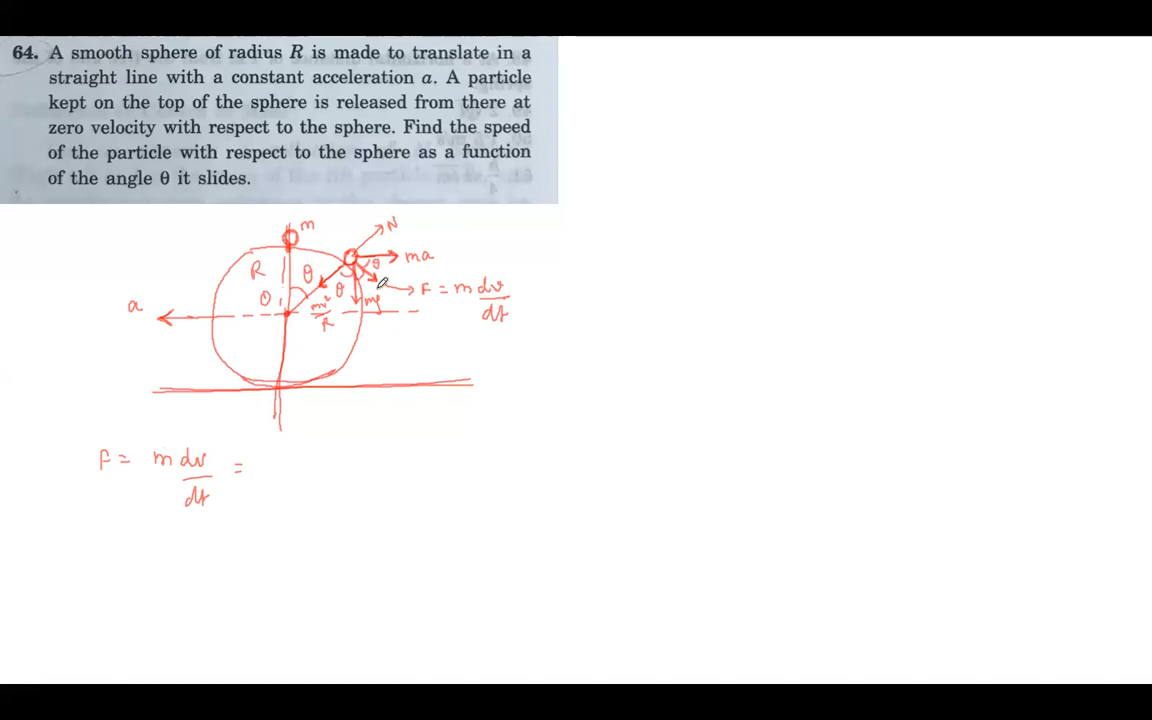 64. A smooth sphere of radius R is made to translate in a
straight line with a constant acceleration a. A particle
kept on the top of the sphere is released from there at
zero velocity with respect to the sphere. Find the speed
of the particle with respect to the sphere as a function
of the angle θ it slides.
m
N
R
θ
θ
ma
a
O
mv²
R
θ
mg
F = m dv
dt
F = m dv =
dt